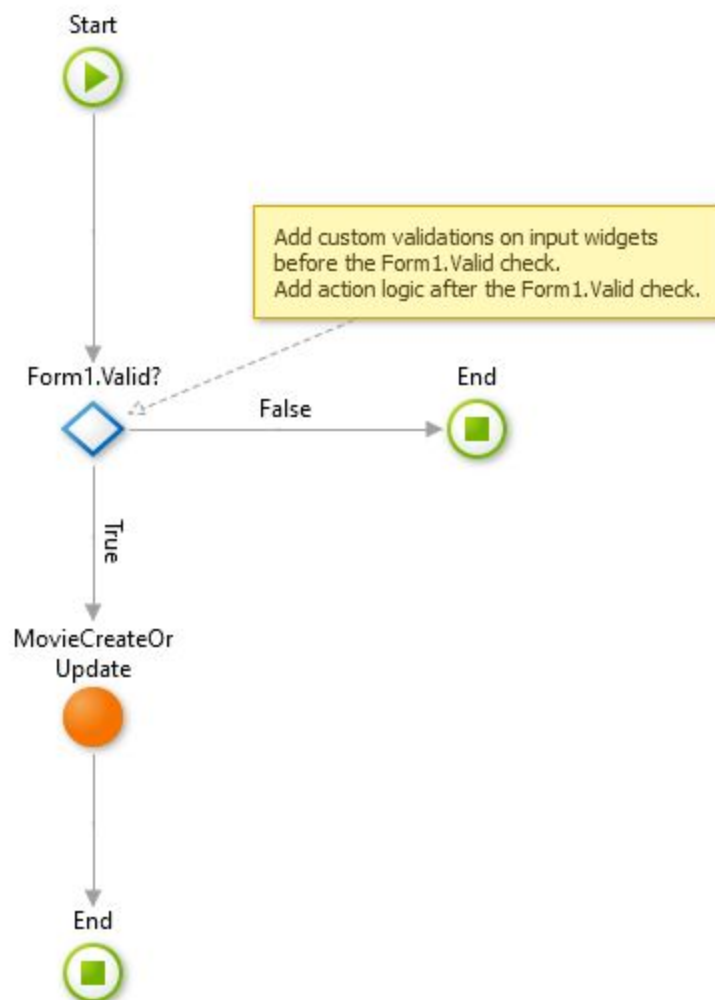 Start
Add custom validations on input widgets
before the Form1.Valid check.
Add action logic after the Form1.Valid check.
Form1.Valid?
End
False
True
MovieCreateOr
Update
End